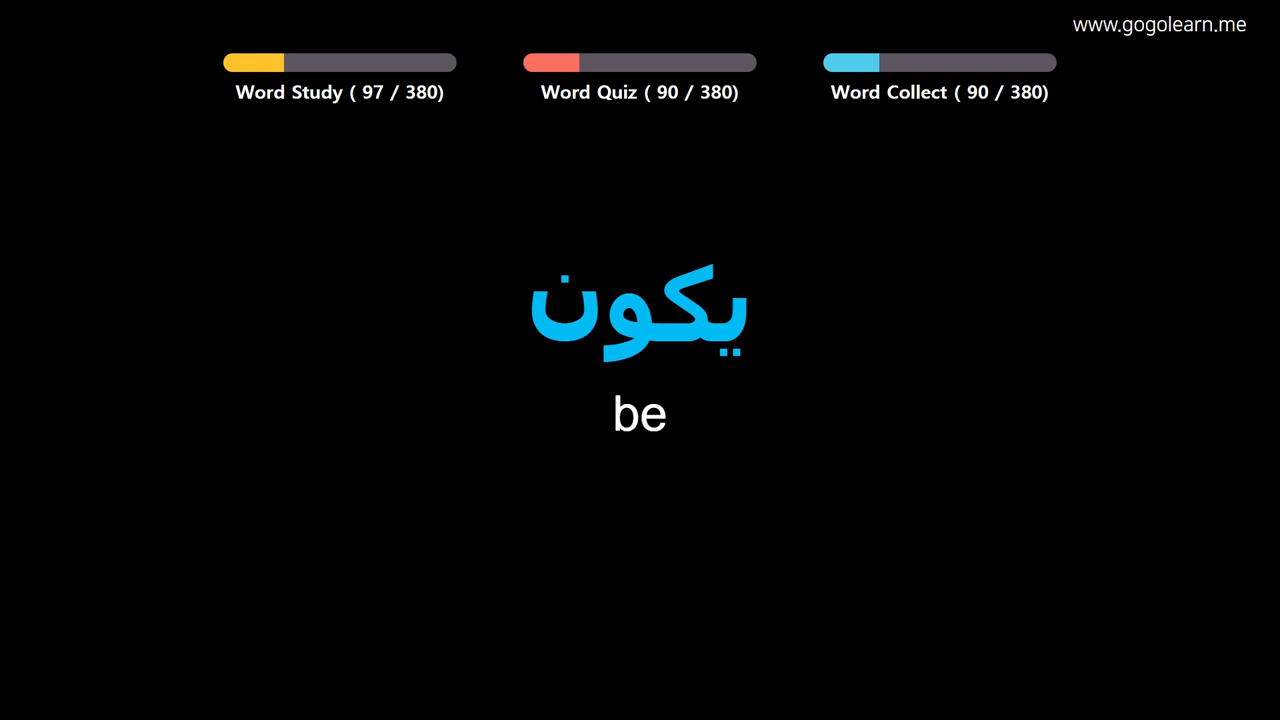 www.gogolearn.me
Word Study ( 97 / 380)
Word Quiz ( 90 / 380)
Word Collect ( 90 / 380)
يكون
be